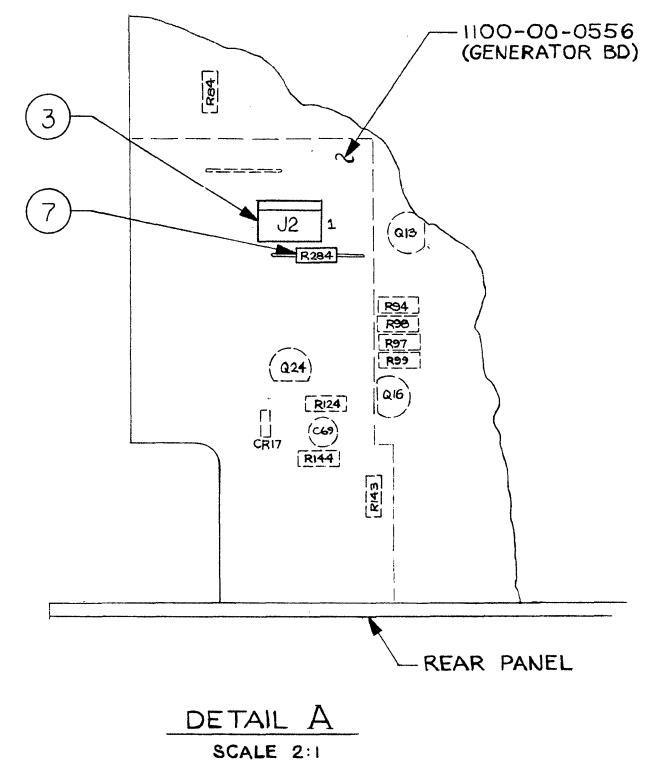 1100-00-0556
(GENERATOR BD)
R84
3
J2 1
7
R284
Q13
R94
R98
R97
R99
Q24
Q16
R124
C69
CR17
R144
R143
REAR PANEL
DETAIL A
SCALE 2:1